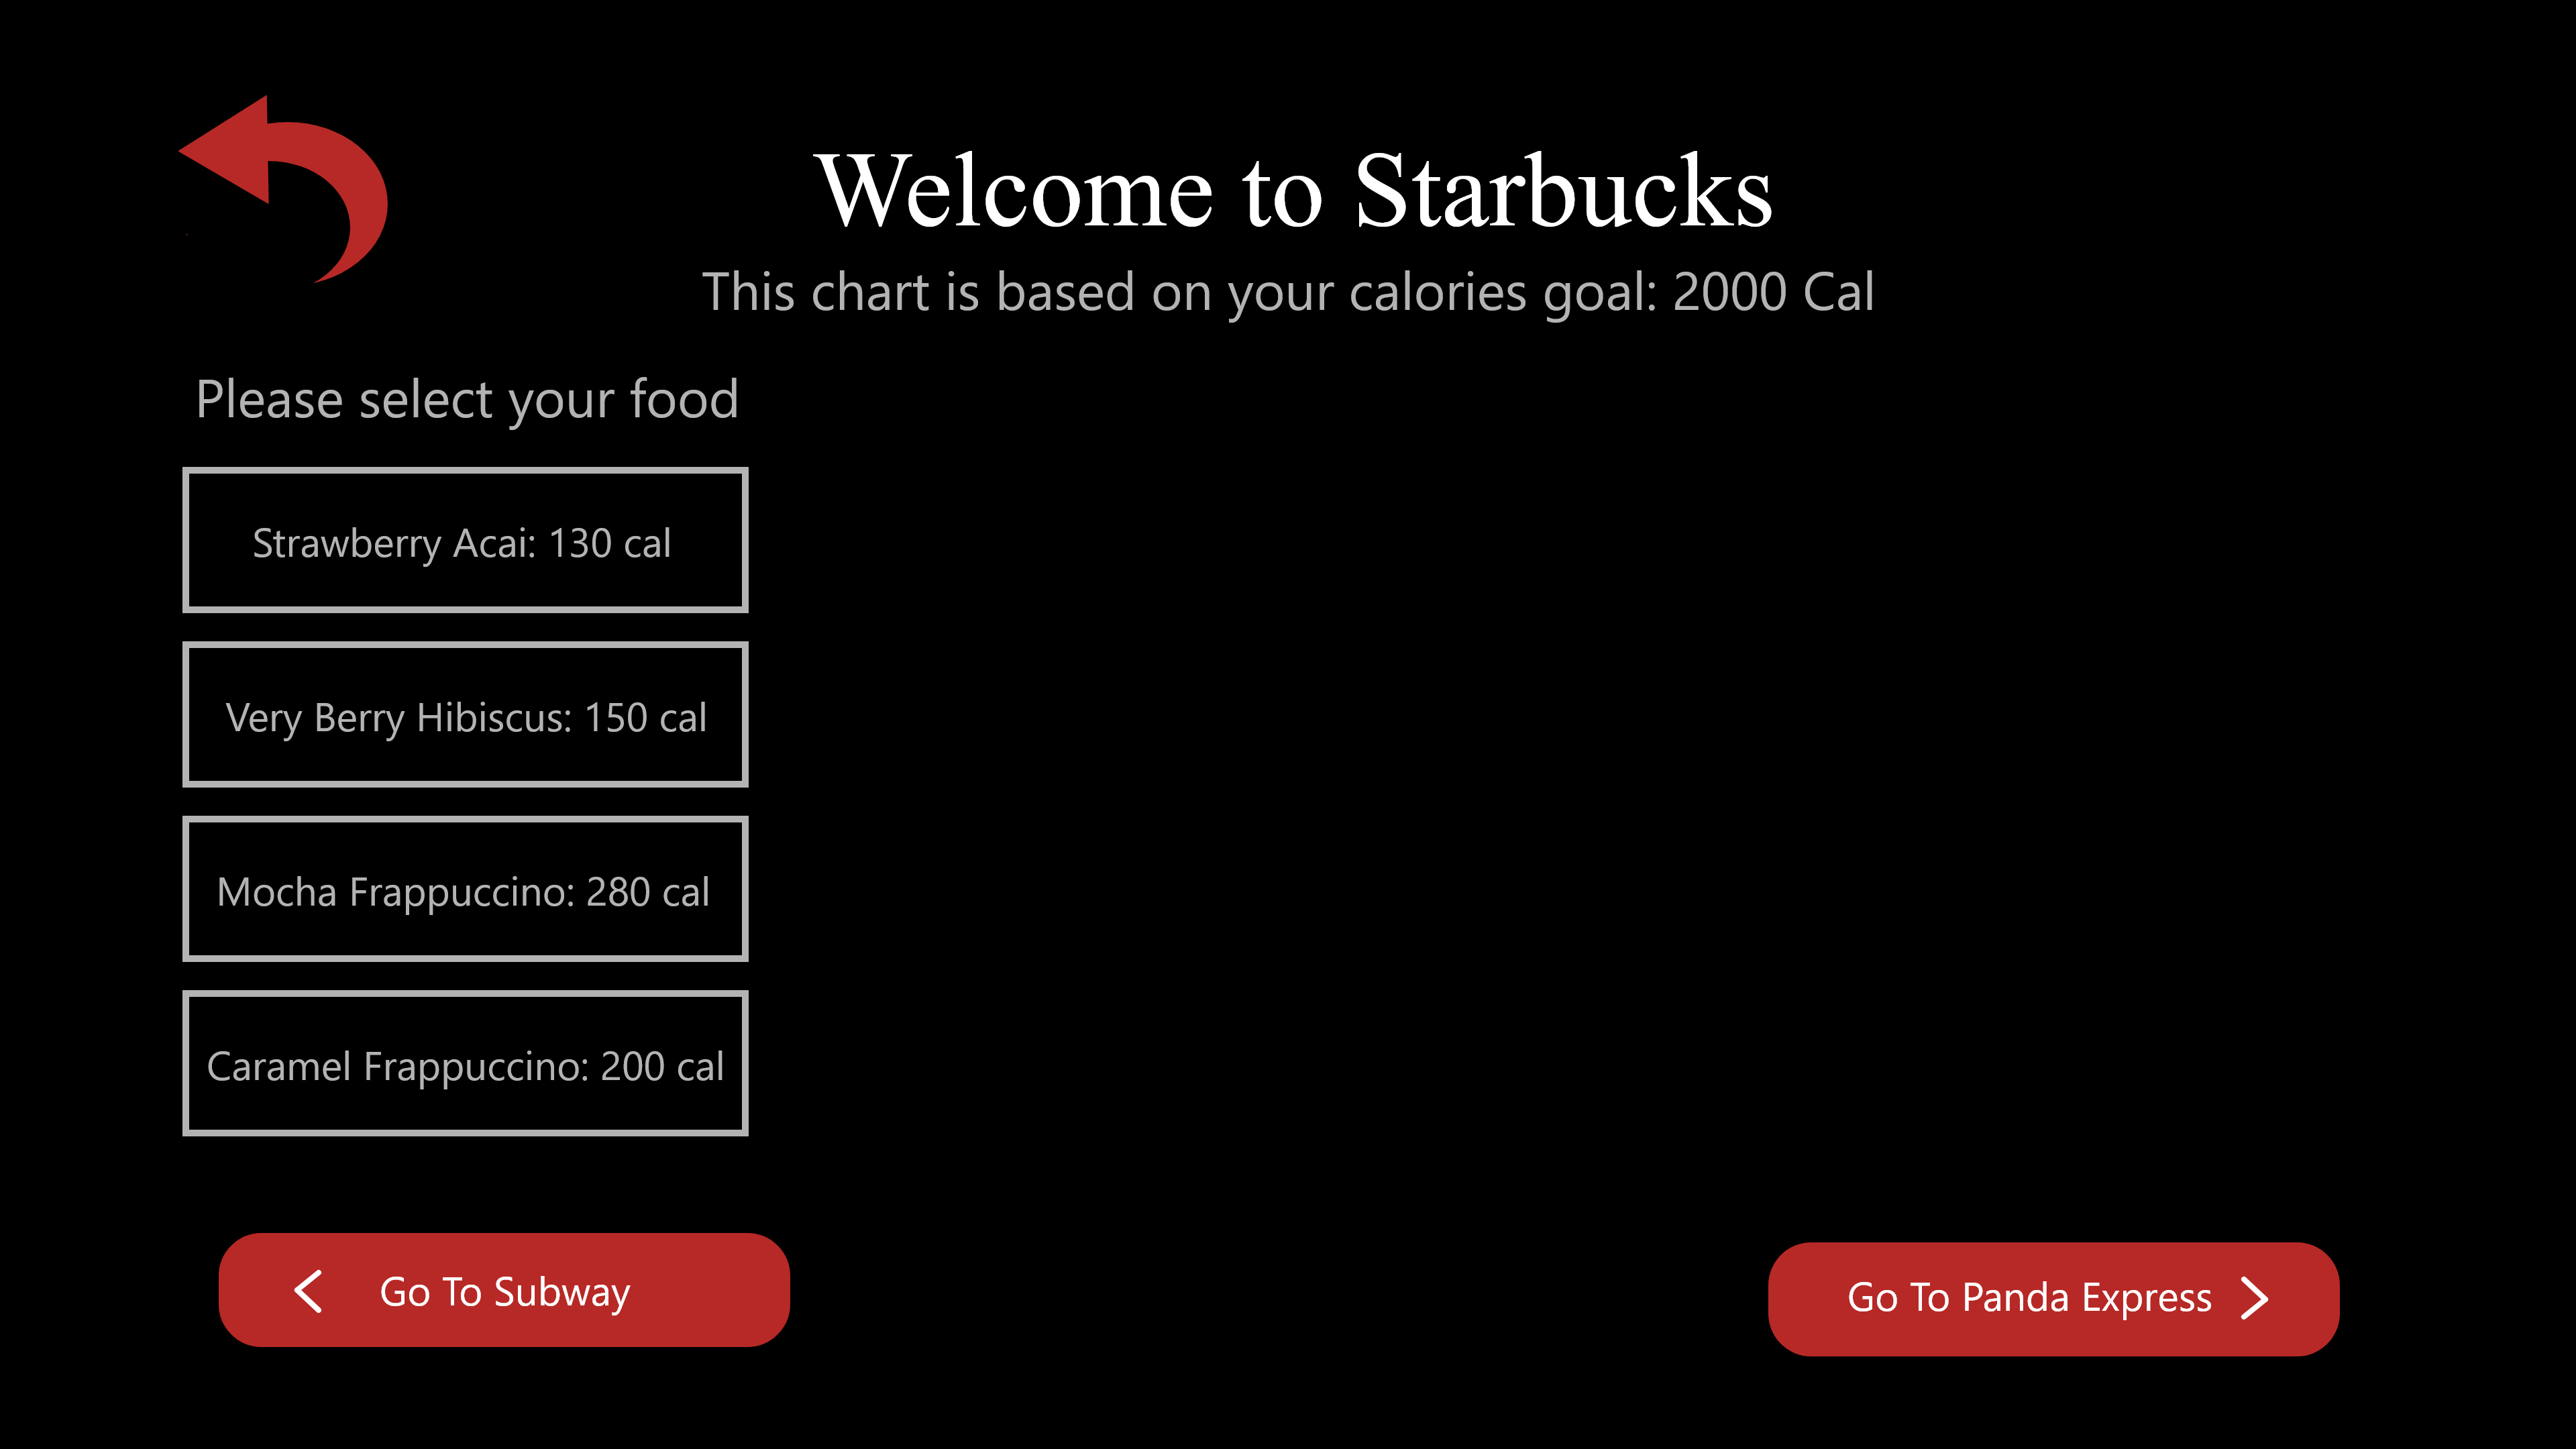 Welcome to Starbucks
This chart is based on your calories goal: 2000 Cal
Please select your food
Strawberry Acai: 130 cal
Very Berry Hibiscus: 150 cal
Mocha Frappuccino: 280 cal
Caramel Frappuccino: 200 cal
Go To Subway
Go To Panda Express